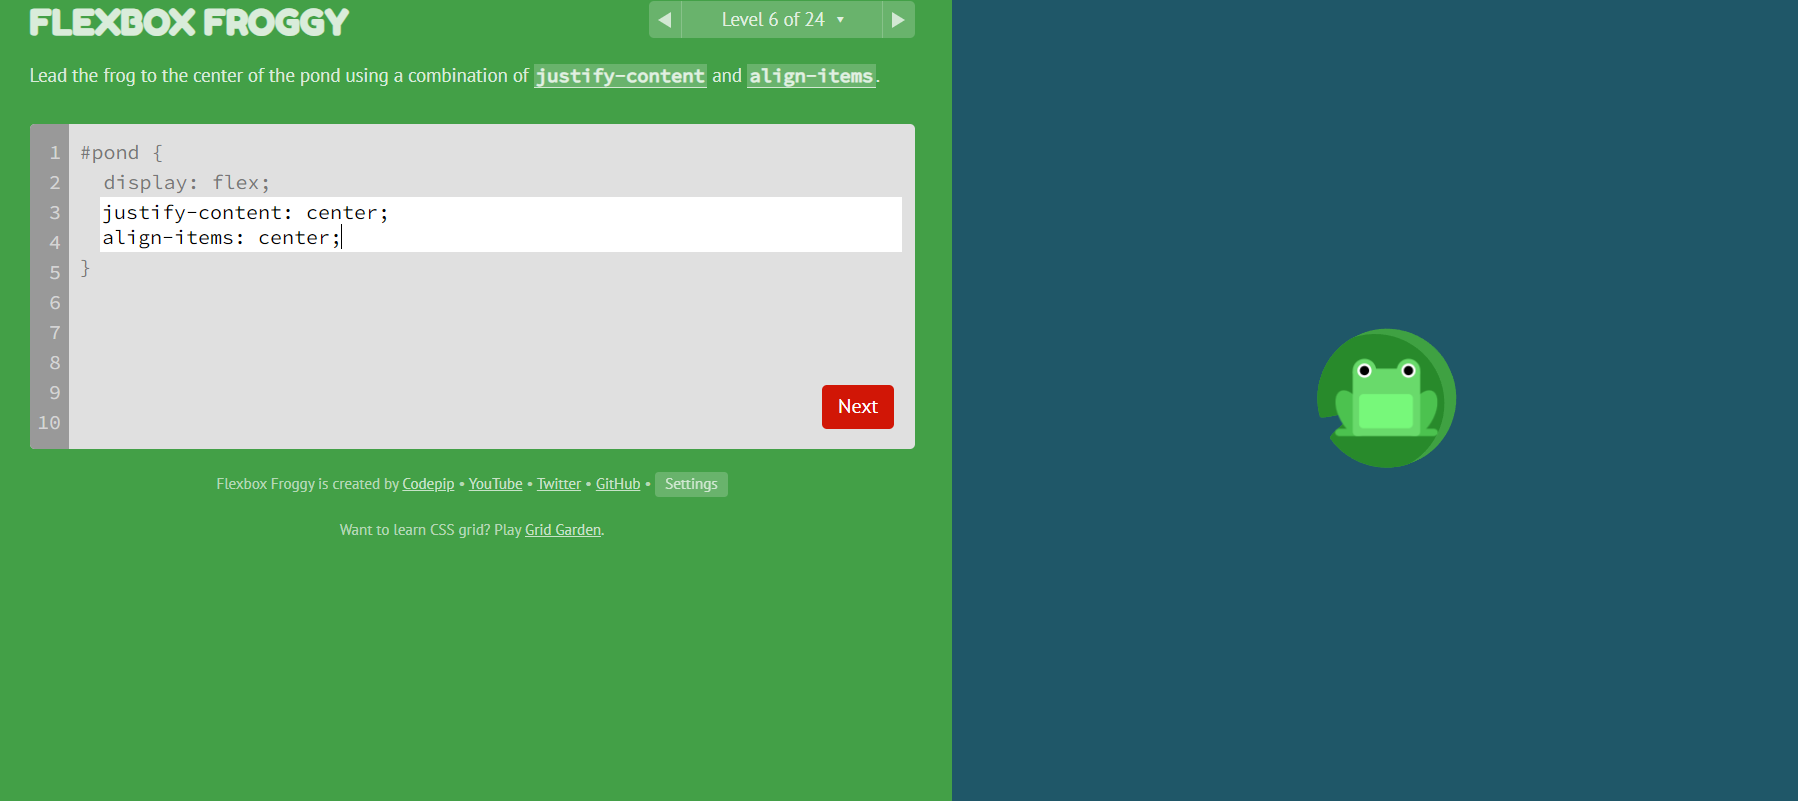 FLEXBOX FROGGY
Level 6 of 24
Lead the frog to the center of the pond using a combination of justify-content and align-items.
1 #pond {
2 display: flex;
3 justify-content: center;
4 align-items: center;
5 }
6
7
8
9
10
Next
Flexbox Froggy is created by Codepip • YouTube • Twitter • GitHub • Settings
Want to learn CSS grid? Play Grid Garden.